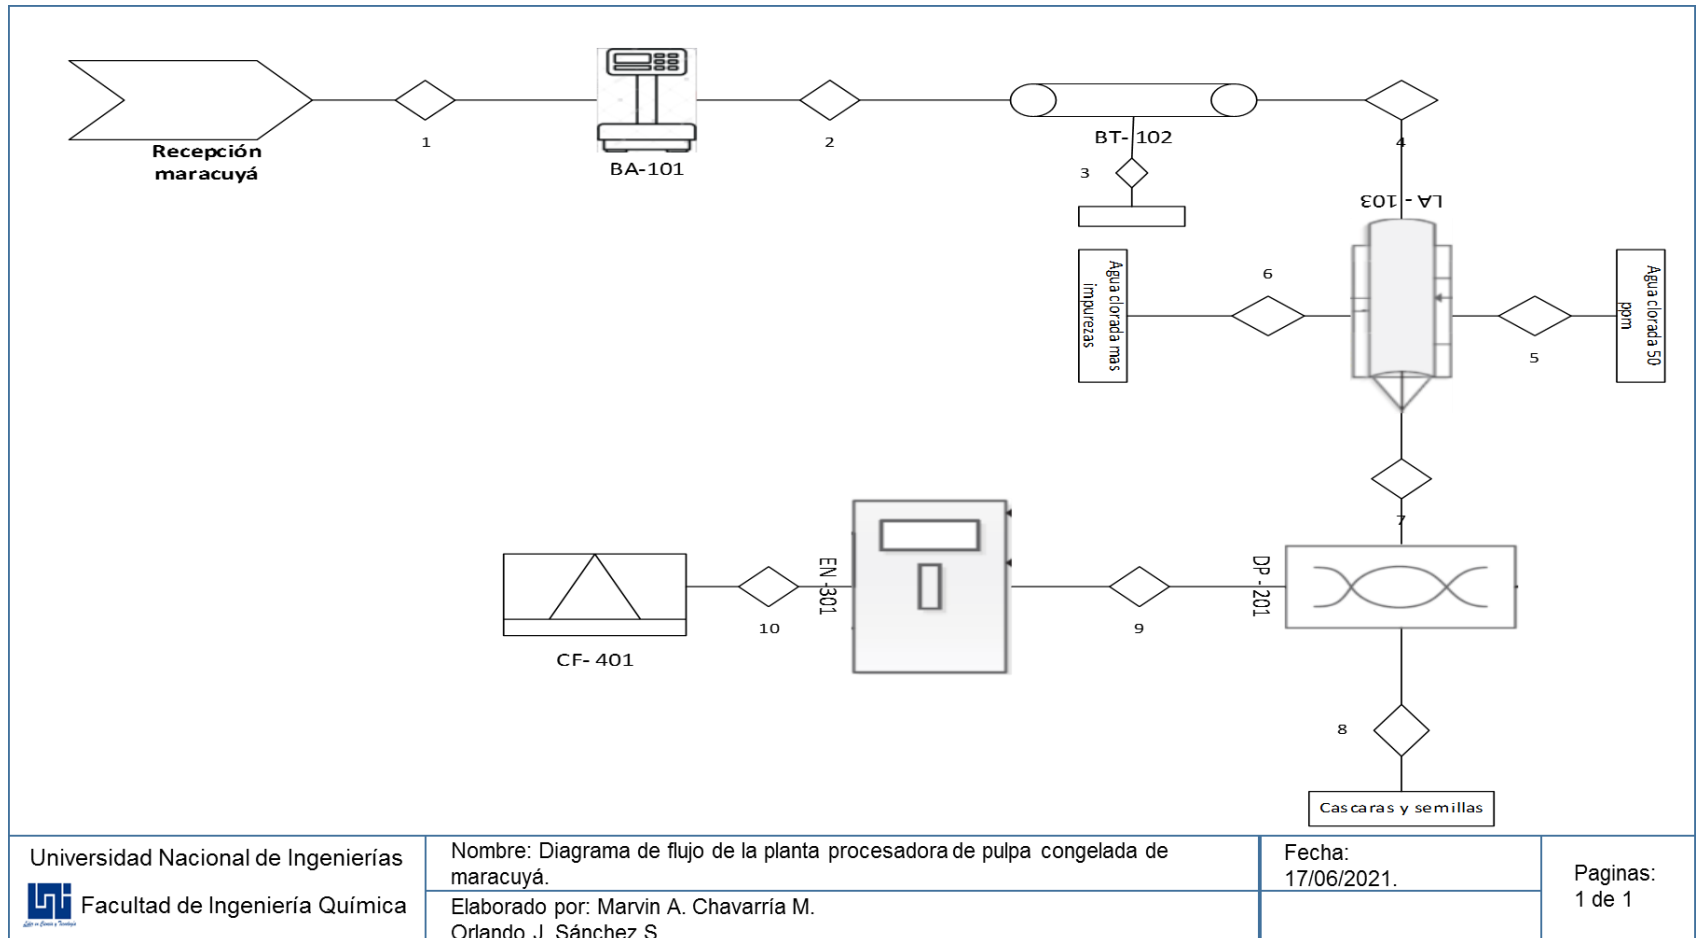 Recepción
maracuyá
1
BA-101
2
BT- 102
3
4
LA - 103
Agua clorada mas
impurezas
6
5
Agua clorada 50
ppm
7
CF- 401
10
EN -301
9
DP - 201
8
Cascaras y semillas
Universidad Nacional de Ingenierías
Facultad de Ingeniería Química
Nombre: Diagrama de flujo de la planta procesadora de pulpa congelada de
maracuyá.
Elaborado por: Marvin A. Chavarría M.
Orlando J. Sánchez S
Fecha:
17/06/2021.
Paginas:
1 de 1